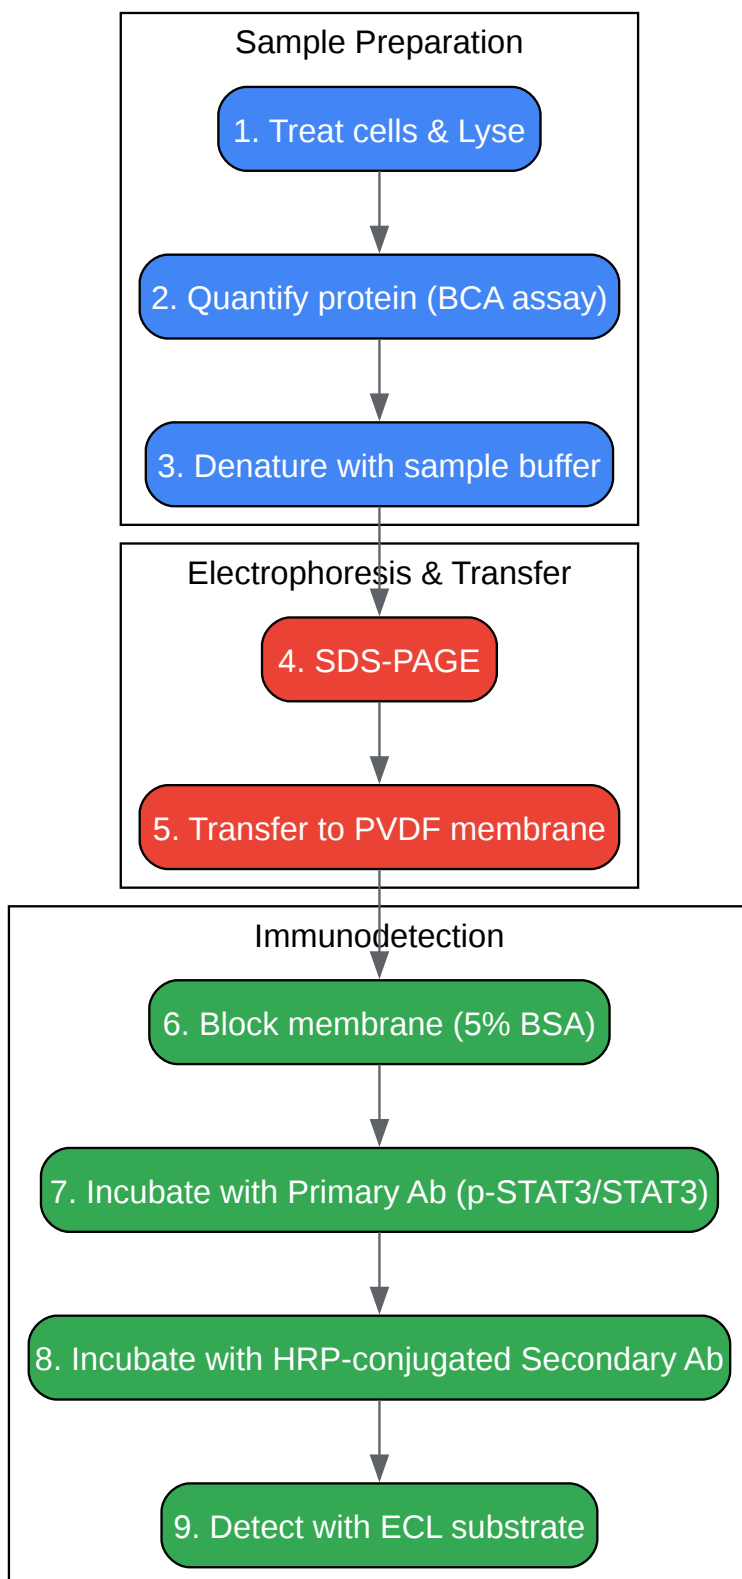 Sample Preparation
1. Treat cells & Lyse
2. Quantify protein (BCA assay)
3. Denature with sample buffer
Electrophoresis & Transfer
4. SDS-PAGE
5. Transfer to PVDF membrane
Immunodetection
6. Block membrane (5% BSA)
7. Incubate with Primary Ab (p-STAT3/STAT3)
8. Incubate with HRP-conjugated Secondary Ab
9. Detect with ECL substrate